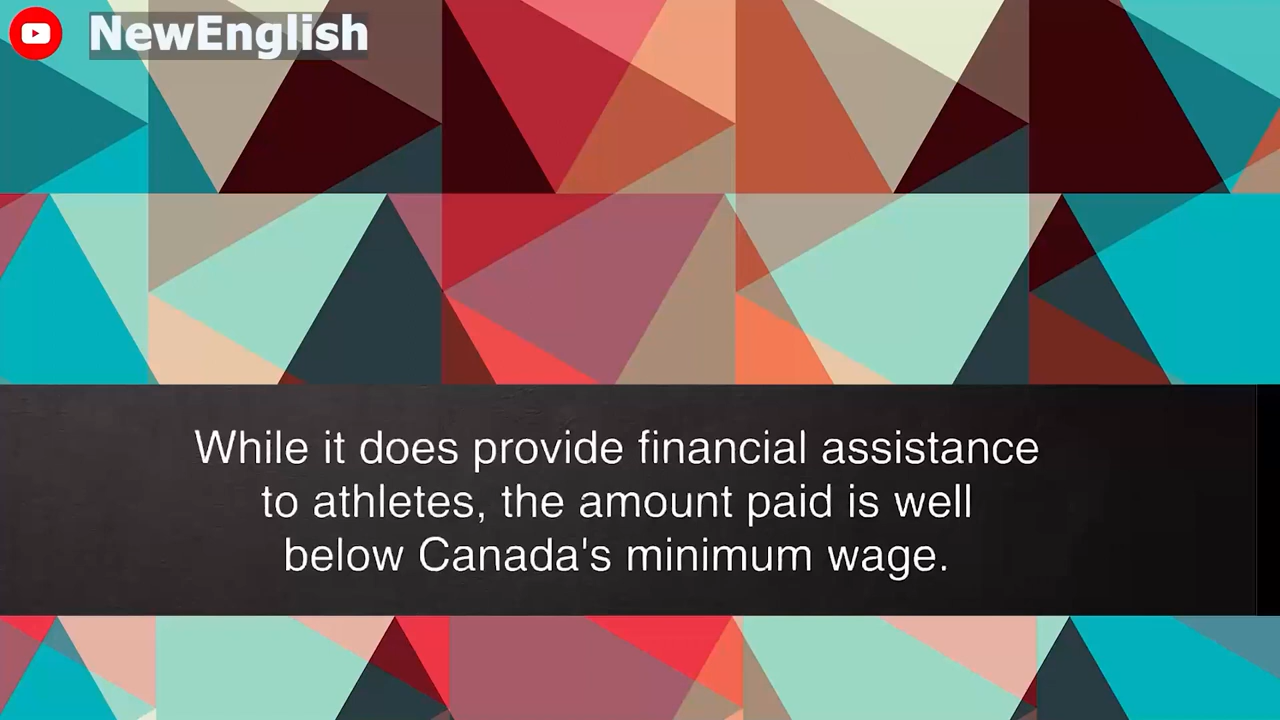 NewEnglish
While it does provide financial assistance
to athletes, the amount paid is well
below Canada's minimum wage.